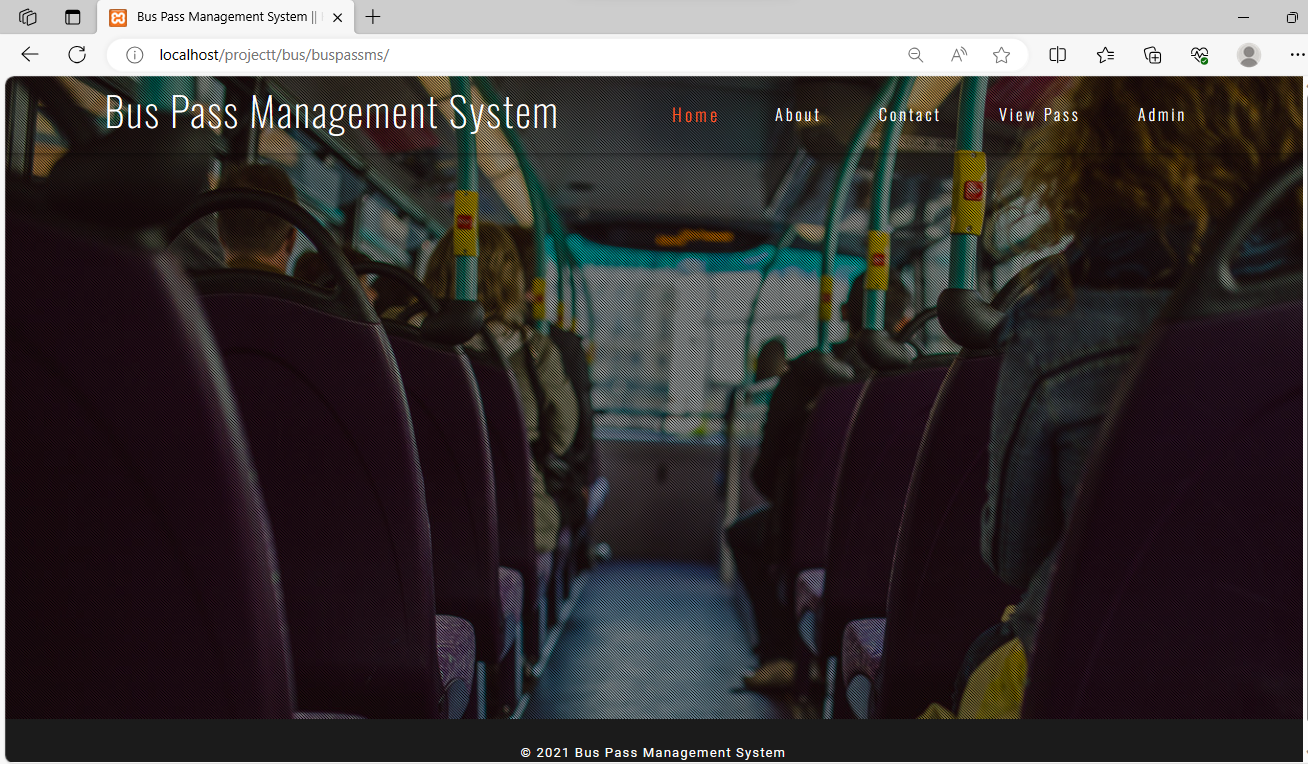 Bus Pass Management System ||
localhost/projectt/bus/buspassms/
Bus Pass Management System
Home About Contact View Pass Admin
© 2021 Bus Pass Management System